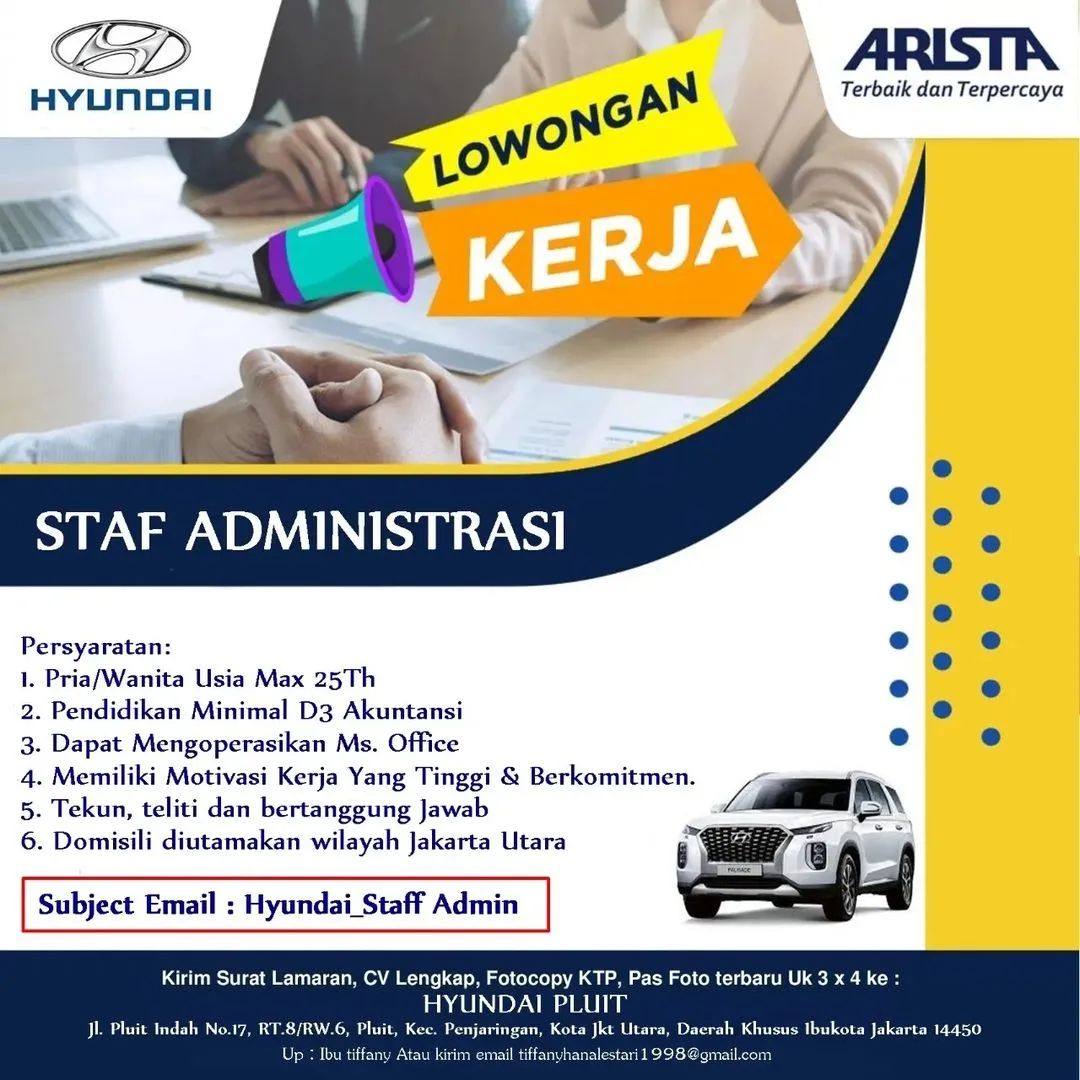 HYUNDAI
ARISTA
Terbaik dan Terpercaya
LOWONGAN
KERJA
STAF ADMINISTRASI
Persyaratan:
1. Pria/Wanita Usia Max 25Th
2. Pendidikan Minimal D3 Akuntansi
3. Dapat Mengoperasikan Ms. Office
4. Memiliki Motivasi Kerja Yang Tinggi & Berkomitmen.
5. Tekun, teliti dan bertanggung Jawab
6. Domisili diutamakan wilayah Jakarta Utara
PALISADE
Subject Email : Hyundai_Staff Admin
Kirim Surat Lamaran, CV Lengkap, Fotocopy KTP, Pas Foto terbaru Uk 3 x 4 ke :
HYUNDAI PLUIT
Jl. Pluit Indah No.17, RT.8/RW.6, Pluit, Kec. Penjaringan, Kota Jkt Utara, Daerah Khusus Ibukota Jakarta 14450
Up : Ibu tiffany Atau kirim email tiffanyhanalestari1998@gmail.com